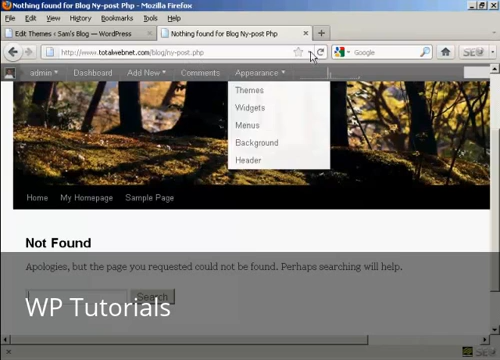 Nothing found for Blog Ny-post Php - Mozilla Firefox
File Edit View History Bookmarks Tools Help
Edit Themes ‹ Sam's Blog — WordPress
Nothing found for Blog Ny-post Php
http://www.totalwebnet.com/blog/ny-post.php
Google
admin Dashboard Add New Comments Appearance
Themes
Widgets
Menus
Background
Header
Home My Homepage Sample Page
Not Found
Apologies, but the page you requested could not be found. Perhaps searching will help.
Search
WP Tutorials